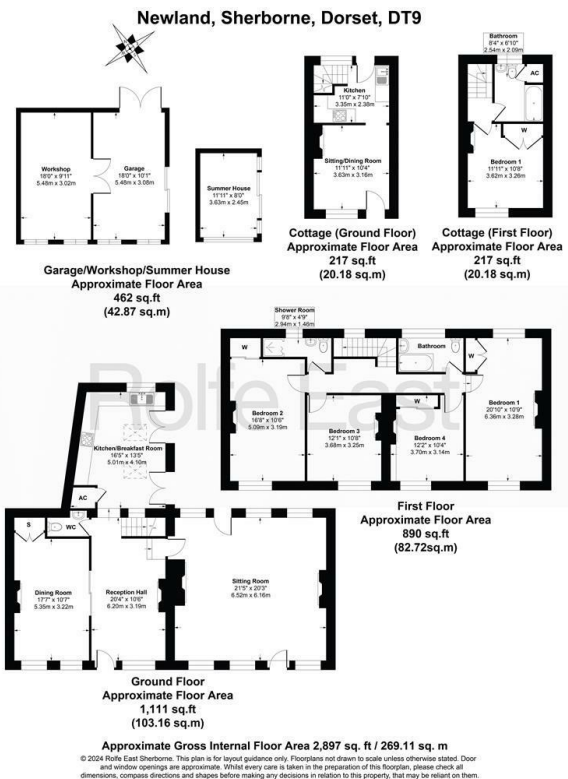 Newland, Sherborne, Dorset, DT9
Workshop
18'0" x 9'11"
5.48m x 3.02m
Garage
18'0" x 10'1"
5.48m x 3.08m
Summer House
11'11" x 8'0"
3.63m x 2.45m
Garage/Workshop/Summer House
Approximate Floor Area
462 sq.ft
(42.87 sq.m)
Kitchen
11'0" x 7'10"
3.35m x 2.38m
Sitting/Dining Room
11'11" x 10'4"
3.63m x 3.16m
Cottage (Ground Floor)
Approximate Floor Area
217 sq.ft
(20.18 sq.m)
Bathroom
8'4" x 6'10"
2.54m x 2.09m
AC
W
Bedroom 1
11'11" x 10'8"
3.62m x 3.26m
Cottage (First Floor)
Approximate Floor Area
217 sq.ft
(20.18 sq.m)
Rolfe East
Shower Room
9'8" x 4'9"
2.94m x 1.46m
W
Bathroom
W
Bedroom 2
16'8" x 10'6"
5.09m x 3.19m
Bedroom 3
12'1" x 10'8"
3.68m x 3.25m
W
Bedroom 4
12'2" x 10'4"
3.70m x 3.14m
Bedroom 1
20'10" x 10'9"
6.36m x 3.28m
First Floor
Approximate Floor Area
890 sq.ft
(82.72sq.m)
Kitchen/Breakfast Room
16'5" x 13'5"
5.01m x 4.10m
AC
S
WC
Dining Room
17'7" x 10'7"
5.35m x 3.22m
Reception Hall
20'4" x 10'6"
6.20m x 3.19m
Sitting Room
21'5" x 20'3"
6.52m x 6.16m
Ground Floor
Approximate Floor Area
1,111 sq.ft
(103.16 sq.m)
Approximate Gross Internal Floor Area 2,897 sq. ft / 269.11 sq. m
© 2024 Rolfe East Sherborne. This plan is for layout guidance only. Floorplans not drawn to scale unless otherwise stated. Door
and window openings are approximate. Whilst every care is taken in the preparation of this floorplan, please check all
dimensions, compass directions and shapes before making any decisions in relation to this property, that may be reliant on them.